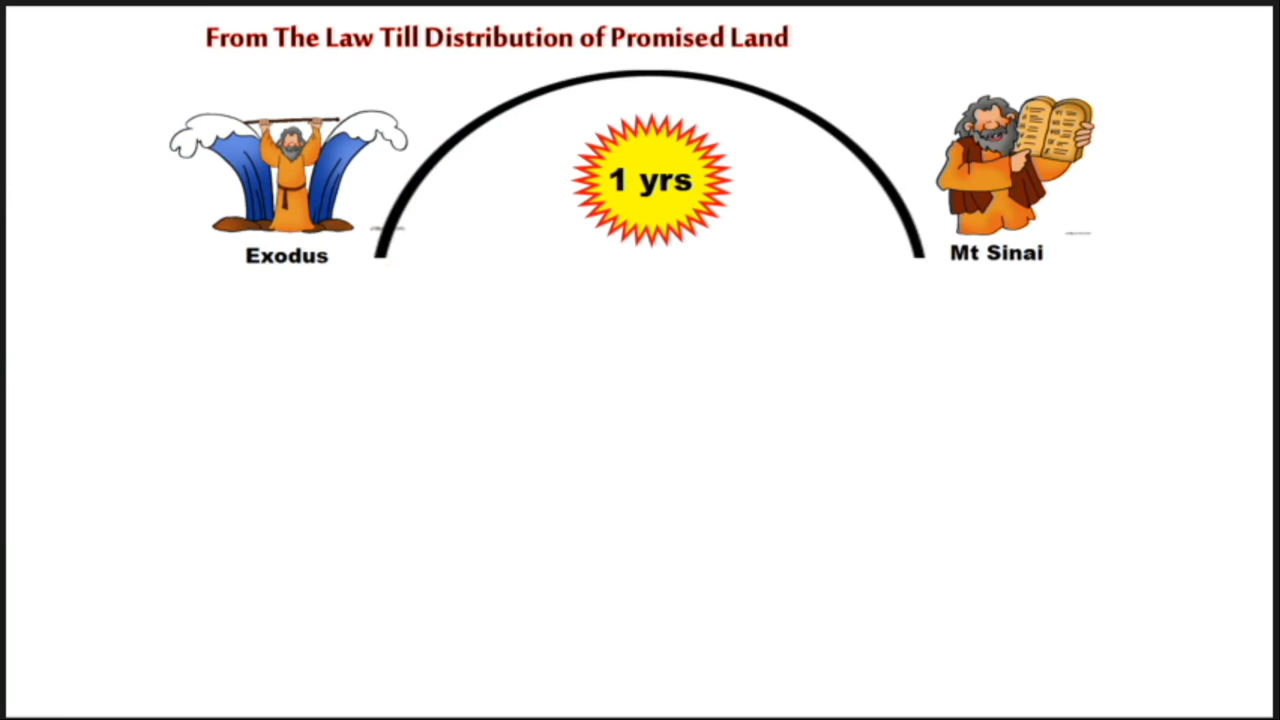 From The Law Till Distribution of Promised Land
1 yrs
Exodus
Mt Sinai